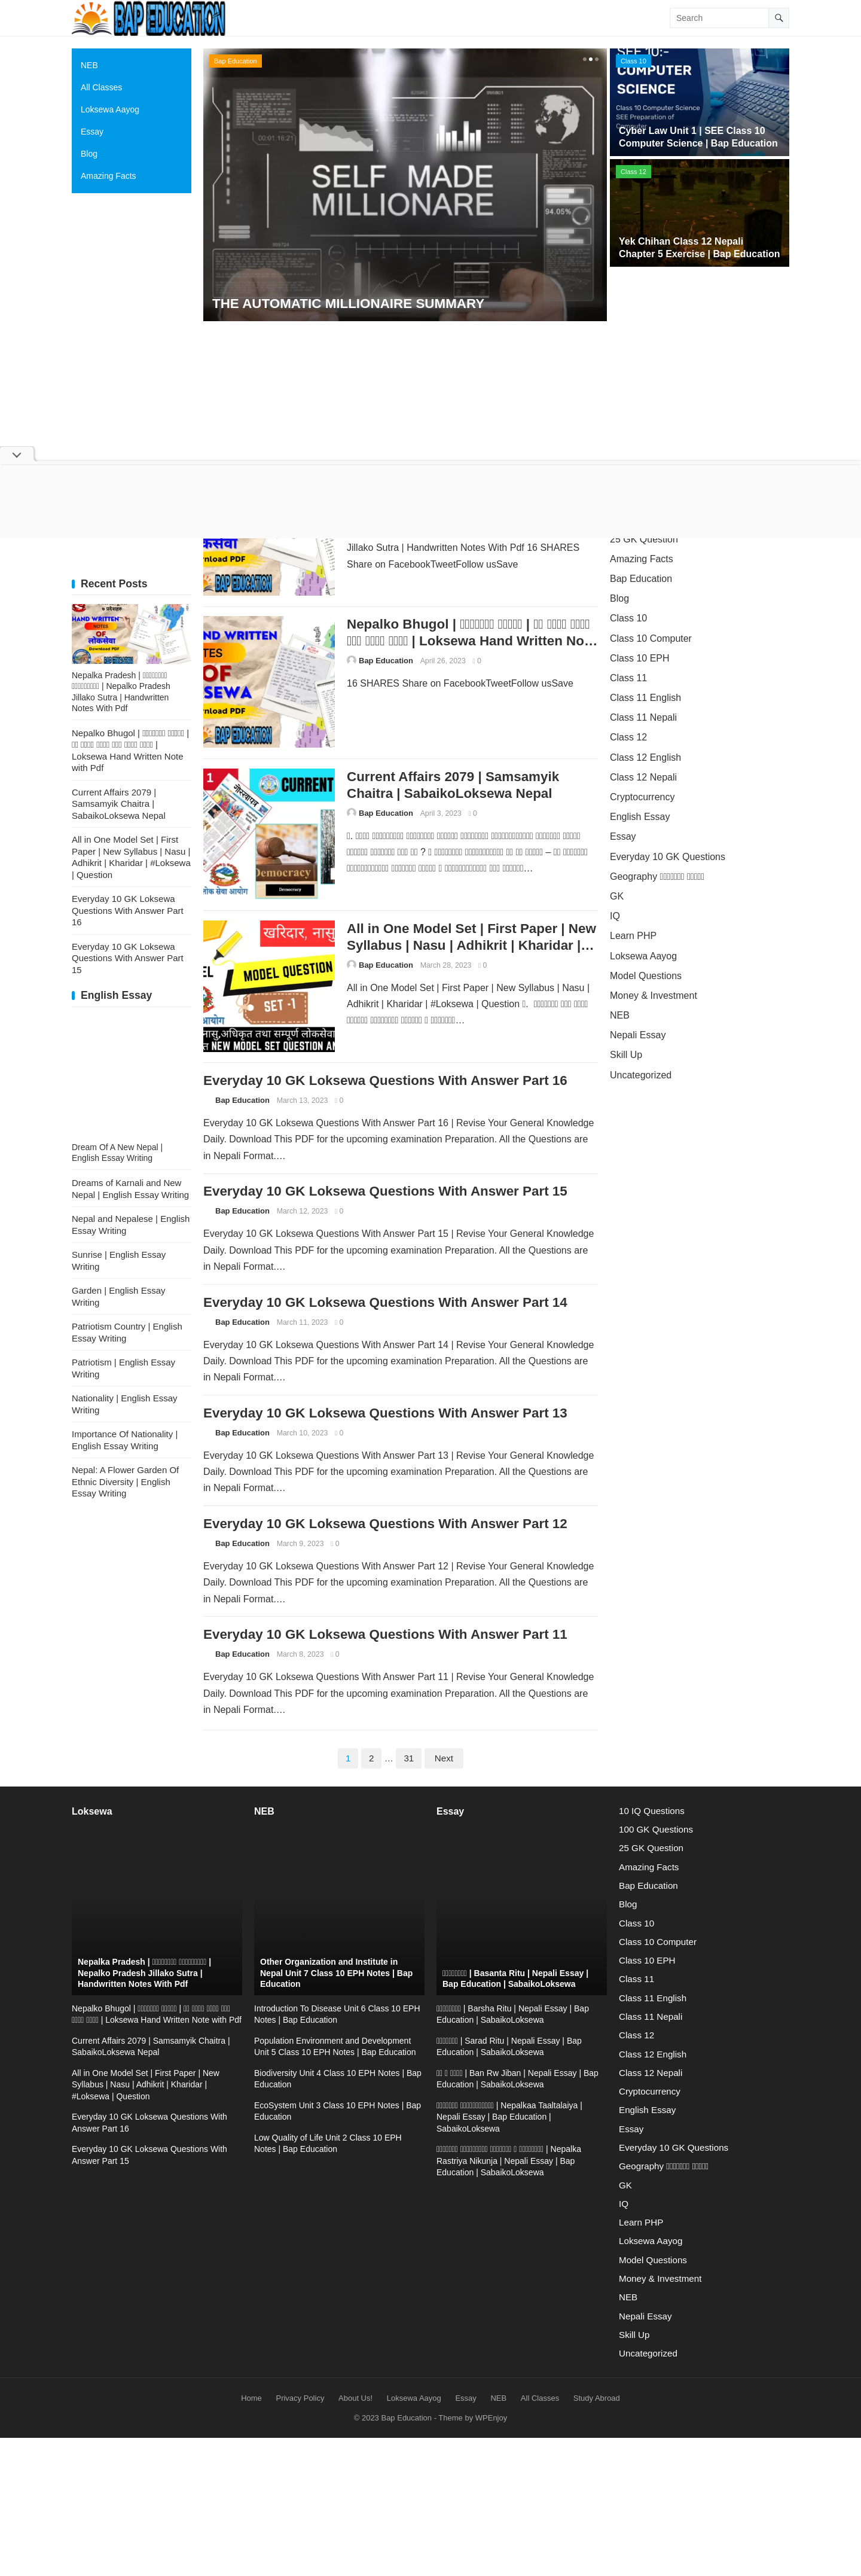 BAP EDUCATION
Search
NEB
All Classes
Loksewa Aayog
Essay
Blog
Amazing Facts
Bap Education
SELF MADE
MILLIONAIRE
THE AUTOMATIC MILLIONAIRE SUMMARY
SEE 10:-
Class 10
COMPUTER
SCIENCE
Class 10 Computer Science
SEE Preparation of
Computer
Cyber Law Unit 1 | SEE Class 10
Computer Science | Bap Education
Class 12
Yek Chihan Class 12 Nepali
Chapter 5 Exercise | Bap Education
Recent Posts
Nepalka Pradesh |
| Nepalko Pradesh
Jillako Sutra | Handwritten
Notes With Pdf
Nepalko Bhugol | |
|
Loksewa Hand Written Note
with Pdf
Current Affairs 2079 |
Samsamyik Chaitra |
SabaikoLoksewa Nepal
All in One Model Set | First
Paper | New Syllabus | Nasu |
Adhikrit | Kharidar | #Loksewa
| Question
Everyday 10 GK Loksewa
Questions With Answer Part
16
Everyday 10 GK Loksewa
Questions With Answer Part
15
English Essay
Dream Of A New Nepal |
English Essay Writing
Dreams of Karnali and New
Nepal | English Essay Writing
Nepal and Nepalese | English
Essay Writing
Sunrise | English Essay
Writing
Garden | English Essay
Writing
Patriotism Country | English
Essay Writing
Patriotism | English Essay
Writing
Nationality | English Essay
Writing
Importance Of Nationality |
English Essay Writing
Nepal: A Flower Garden Of
Ethnic Diversity | English
Essay Writing
Jillako Sutra | Handwritten Notes With Pdf 16 SHARES
Share on FacebookTweetFollow usSave
Nepalko Bhugol | |
| Loksewa Hand Written No…
Bap Education April 26, 2023 0
16 SHARES Share on FacebookTweetFollow usSave
Current Affairs 2079 | Samsamyik
Chaitra | SabaikoLoksewa Nepal
Bap Education April 3, 2023 0
All in One Model Set | First Paper | New
Syllabus | Nasu | Adhikrit | Kharidar |…
Bap Education March 28, 2023 0
All in One Model Set | First Paper | New Syllabus | Nasu |
Adhikrit | Kharidar | #Loksewa | Question
Everyday 10 GK Loksewa Questions With Answer Part 16
Bap Education March 13, 2023 0
Everyday 10 GK Loksewa Questions With Answer Part 16 | Revise Your General Knowledge
Daily. Download This PDF for the upcoming examination Preparation. All the Questions are
in Nepali Format.…
Everyday 10 GK Loksewa Questions With Answer Part 15
Bap Education March 12, 2023 0
Everyday 10 GK Loksewa Questions With Answer Part 15 | Revise Your General Knowledge
Daily. Download This PDF for the upcoming examination Preparation. All the Questions are
in Nepali Format.…
Everyday 10 GK Loksewa Questions With Answer Part 14
Bap Education March 11, 2023 0
Everyday 10 GK Loksewa Questions With Answer Part 14 | Revise Your General Knowledge
Daily. Download This PDF for the upcoming examination Preparation. All the Questions are
in Nepali Format.…
Everyday 10 GK Loksewa Questions With Answer Part 13
Bap Education March 10, 2023 0
Everyday 10 GK Loksewa Questions With Answer Part 13 | Revise Your General Knowledge
Daily. Download This PDF for the upcoming examination Preparation. All the Questions are
in Nepali Format.…
Everyday 10 GK Loksewa Questions With Answer Part 12
Bap Education March 9, 2023 0
Everyday 10 GK Loksewa Questions With Answer Part 12 | Revise Your General Knowledge
Daily. Download This PDF for the upcoming examination Preparation. All the Questions are
in Nepali Format.…
Everyday 10 GK Loksewa Questions With Answer Part 11
Bap Education March 8, 2023 0
Everyday 10 GK Loksewa Questions With Answer Part 11 | Revise Your General Knowledge
Daily. Download This PDF for the upcoming examination Preparation. All the Questions are
in Nepali Format.…
1 2 … 31 Next
25 GK Question
Amazing Facts
Bap Education
Blog
Class 10
Class 10 Computer
Class 10 EPH
Class 11
Class 11 English
Class 11 Nepali
Class 12
Class 12 English
Class 12 Nepali
Cryptocurrency
English Essay
Essay
Everyday 10 GK Questions
Geography
GK
IQ
Learn PHP
Loksewa Aayog
Model Questions
Money & Investment
NEB
Nepali Essay
Skill Up
Uncategorized
Loksewa
Nepalka Pradesh | |
Nepalko Pradesh Jillako Sutra |
Handwritten Notes With Pdf
Nepalko Bhugol | |
| Loksewa Hand Written Note with Pdf
Current Affairs 2079 | Samsamyik Chaitra |
SabaikoLoksewa Nepal
All in One Model Set | First Paper | New
Syllabus | Nasu | Adhikrit | Kharidar |
#Loksewa | Question
Everyday 10 GK Loksewa Questions With
Answer Part 16
Everyday 10 GK Loksewa Questions With
Answer Part 15
NEB
Other Organization and Institute in
Nepal Unit 7 Class 10 EPH Notes | Bap
Education
Introduction To Disease Unit 6 Class 10 EPH
Notes | Bap Education
Population Environment and Development
Unit 5 Class 10 EPH Notes | Bap Education
Biodiversity Unit 4 Class 10 EPH Notes | Bap
Education
EcoSystem Unit 3 Class 10 EPH Notes | Bap
Education
Low Quality of Life Unit 2 Class 10 EPH
Notes | Bap Education
Essay
| Basanta Ritu | Nepali Essay |
Bap Education | SabaikoLoksewa
| Barsha Ritu | Nepali Essay | Bap
Education | SabaikoLoksewa
| Sarad Ritu | Nepali Essay | Bap
Education | SabaikoLoksewa
| Ban Rw Jiban | Nepali Essay | Bap
Education | SabaikoLoksewa
| Nepalkaa Taaltalaiya |
Nepali Essay | Bap Education |
SabaikoLoksewa
| Nepalka
Rastriya Nikunja | Nepali Essay | Bap
Education | SabaikoLoksewa
10 IQ Questions
100 GK Questions
25 GK Question
Amazing Facts
Bap Education
Blog
Class 10
Class 10 Computer
Class 10 EPH
Class 11
Class 11 English
Class 11 Nepali
Class 12
Class 12 English
Class 12 Nepali
Cryptocurrency
English Essay
Essay
Everyday 10 GK Questions
Geography
GK
IQ
Learn PHP
Loksewa Aayog
Model Questions
Money & Investment
NEB
Nepali Essay
Skill Up
Uncategorized
Home Privacy Policy About Us! Loksewa Aayog Essay NEB All Classes Study Abroad
© 2023 Bap Education - Theme by WPEnjoy